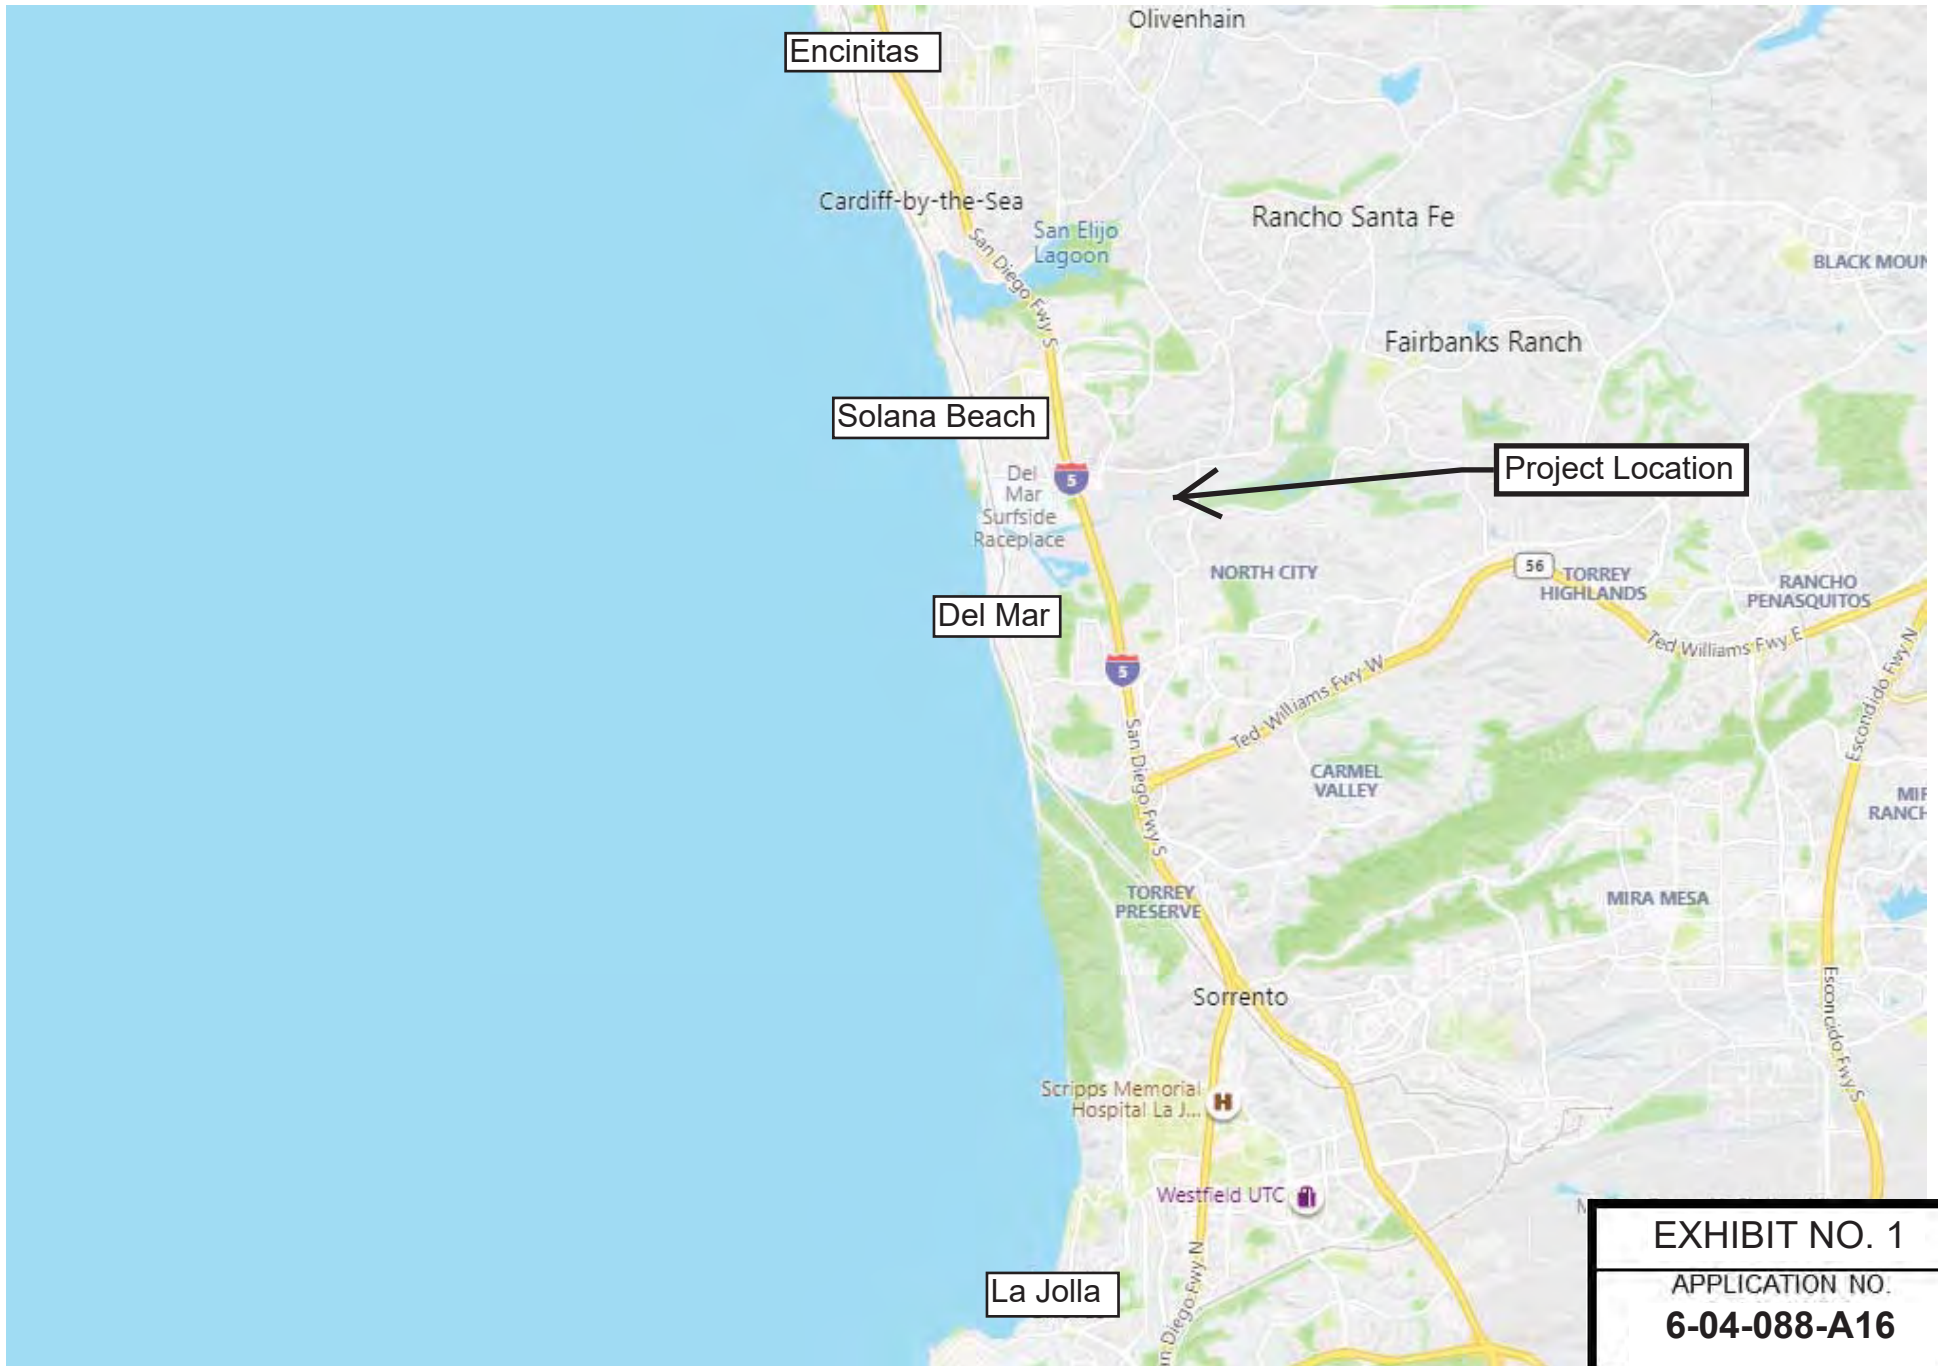 Olivenhain
Encinitas
Cardiff-by-the-Sea
San Elijo
Lagoon
Rancho Santa Fe
BLACK MOUN
San Diego Fwy S
Fairbanks Ranch
Solana Beach
Project Location
5
Del
Mar
Surfside
Raceplace
NORTH CITY
56
TORREY
HIGHLANDS
RANCHO
PENASQUITOS
Del Mar
Ted Williams Fwy E
5
Ted Williams Fwy W
Escondido Fwy N
San Diego Fwy S
CARMEL
VALLEY
MIR
RANCH
TORREY
PRESERVE
MIRA MESA
Sorrento
Escondido Fwy S
Scripps Memorial
Hospital La J...
H
Westfield UTC
La Jolla
an Diego Fwy N
EXHIBIT NO. 1
APPLICATION NO.
6-04-088-A16